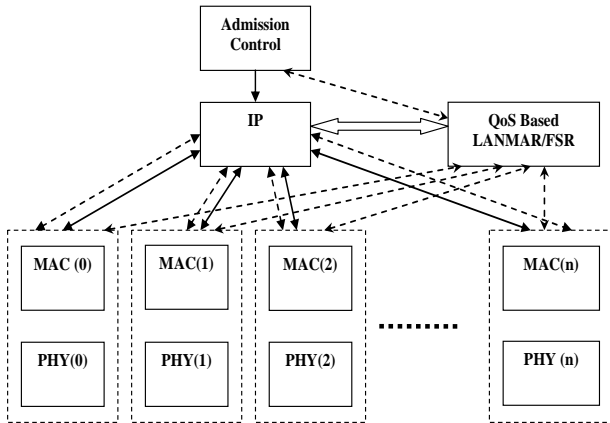 Admission
Control
IP
QoS Based
LANMAR/FSR
MAC (0)
MAC(1)
MAC(2)
MAC(n)
PHY(0)
PHY(1)
PHY(2)
PHY (n)